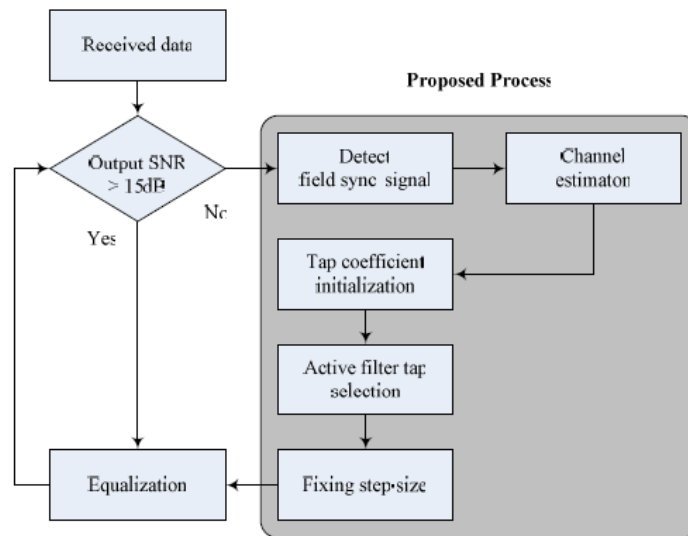 Received data
Proposed Process
Output SNR
> 15dB
Detect
field sync signal
Channel
estimaton
No
Yes
Tap coefficient
initialization
Active filter tap
selection
Equalization
Fixing step-size